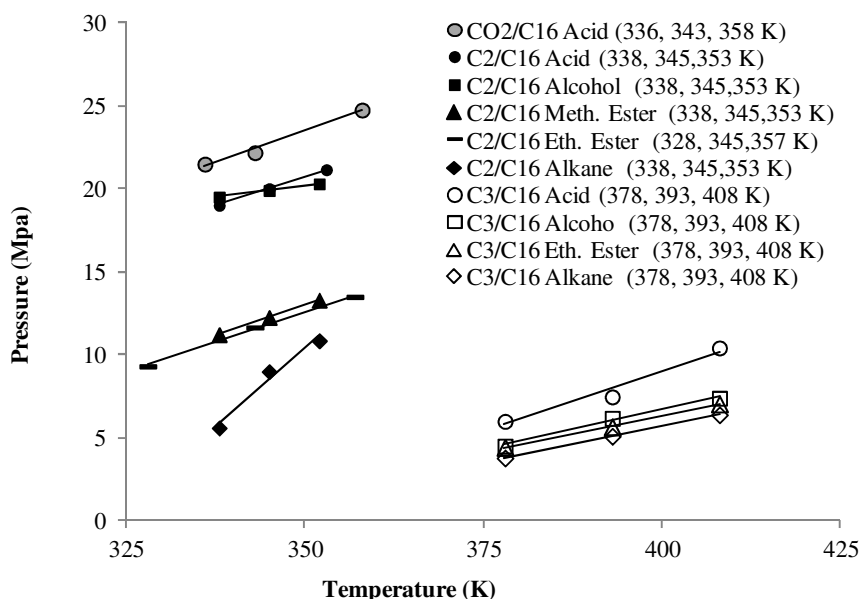 30
25
20
15
10
5
0
325
350
375
400
425
Pressure (Mpa)
Temperature (K)
CO2/C16 Acid (336, 343, 358 K)
C2/C16 Acid (338, 345,353 K)
C2/C16 Alcohol (338, 345,353 K)
C2/C16 Meth. Ester (338, 345,353 K)
C2/C16 Eth. Ester (328, 345,357 K)
C2/C16 Alkane (338, 345,353 K)
C3/C16 Acid (378, 393, 408 K)
C3/C16 Alcoho (378, 393, 408 K)
C3/C16 Eth. Ester (378, 393, 408 K)
C3/C16 Alkane (378, 393, 408 K)